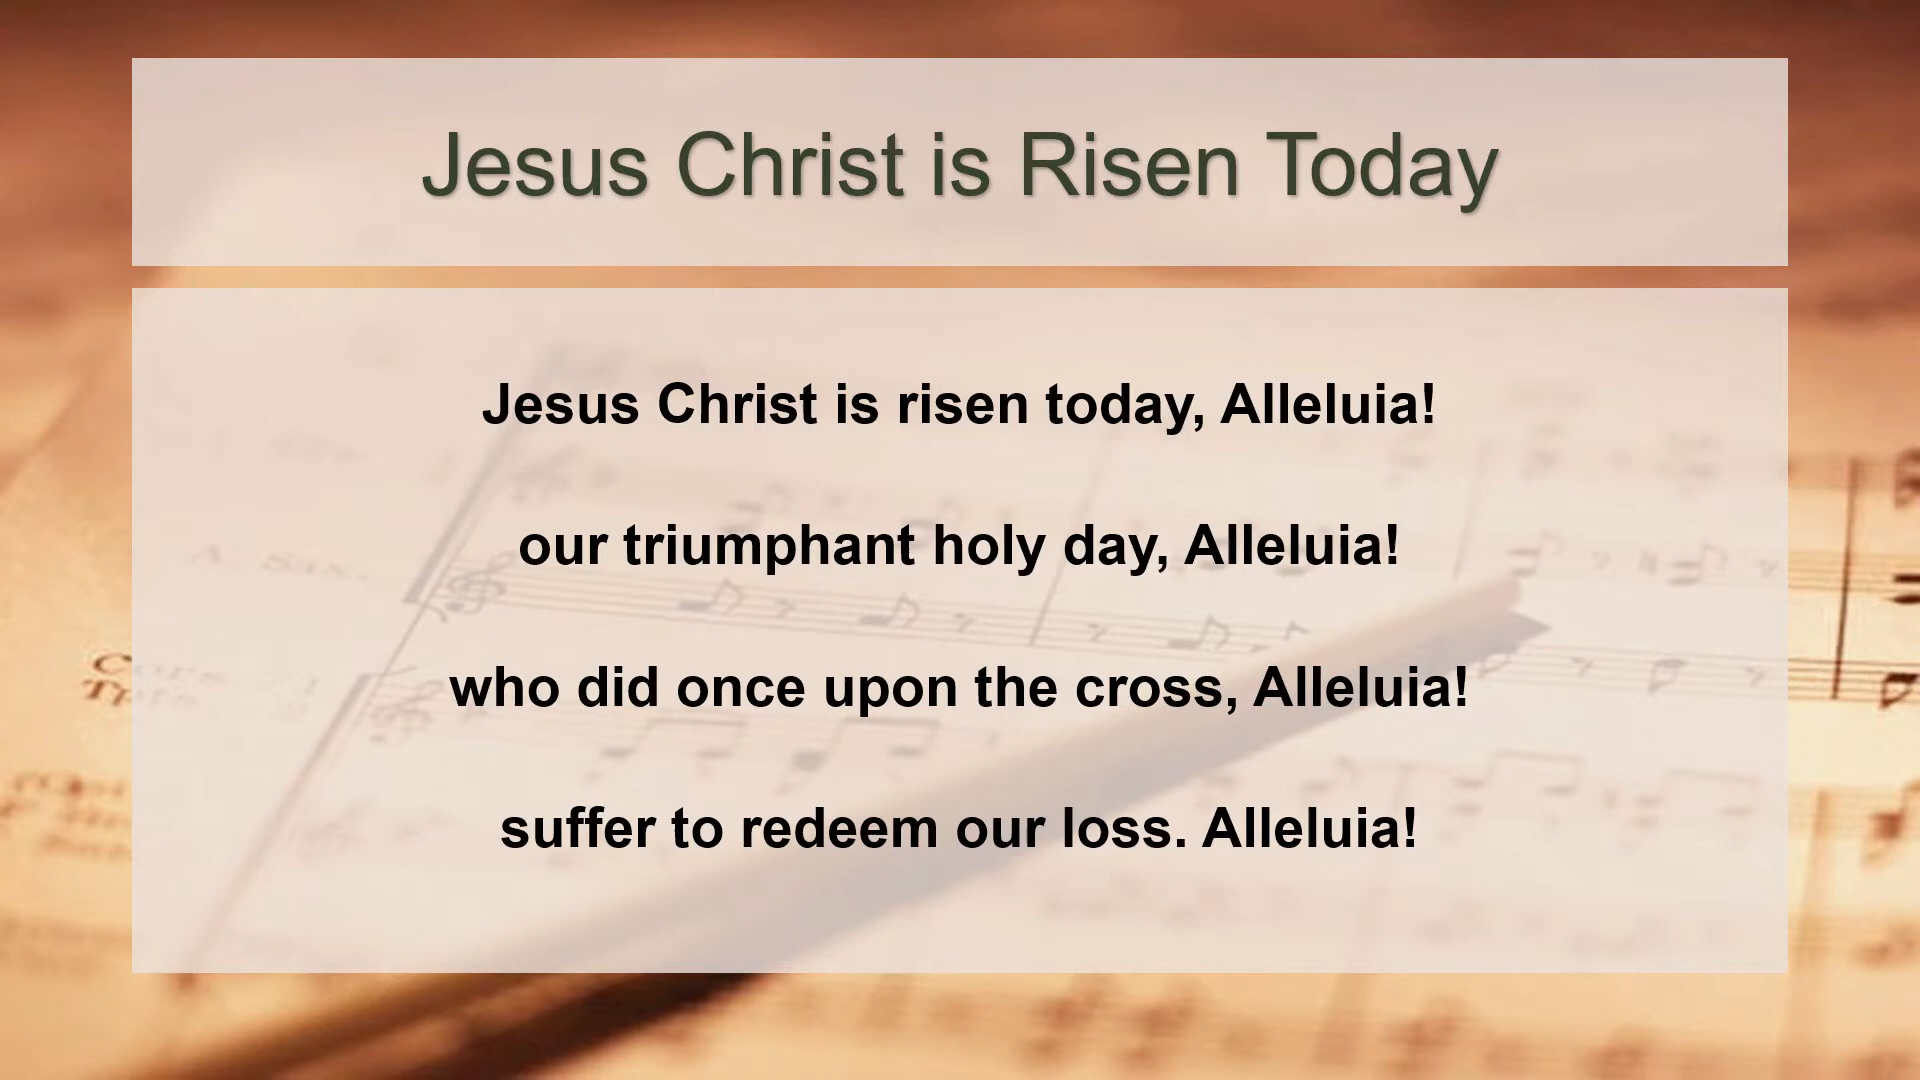 Jesus Christ is Risen Today
Jesus Christ is risen today, Alleluia!
our triumphant holy day, Alleluia!
who did once upon the cross, Alleluia!
suffer to redeem our loss. Alleluia!
A. Sax.